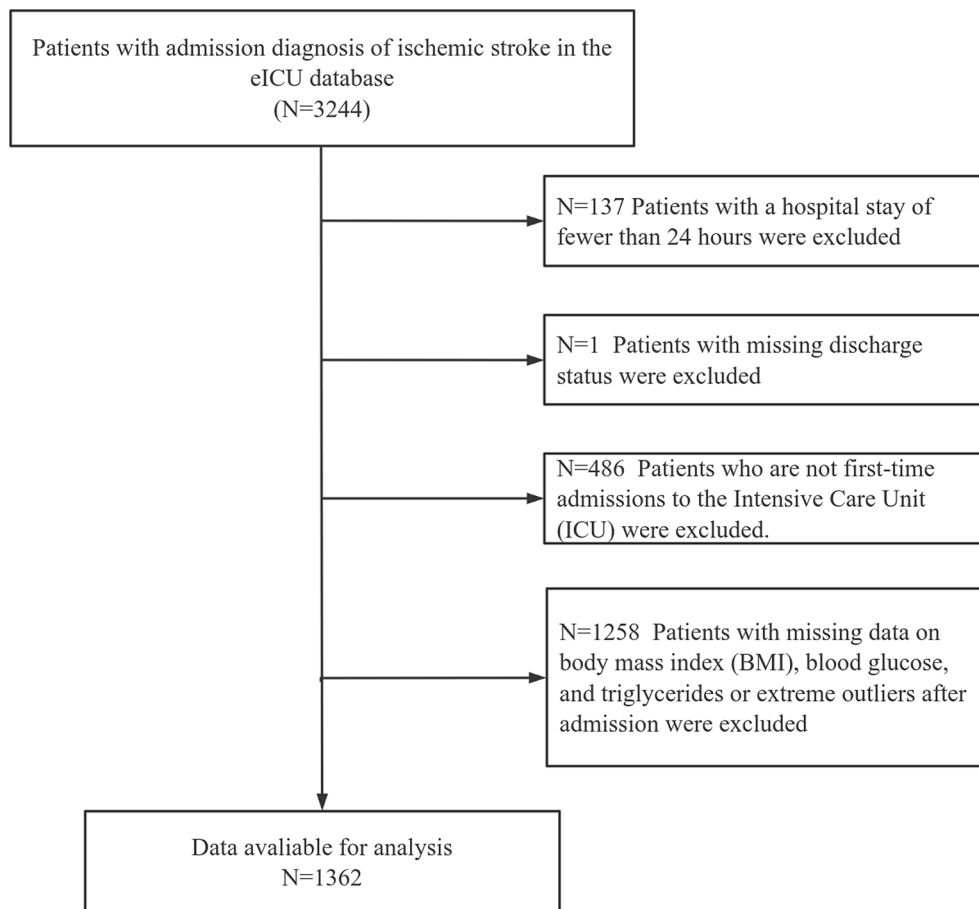 Patients with admission diagnosis of ischemic stroke in the
eICU database
(N=3244)
N=137 Patients with a hospital stay of
fewer than 24 hours were excluded
N=1  Patients with missing discharge
status were excluded
N=486  Patients who are not first-time
admissions to the Intensive Care Unit
(ICU) were excluded.
N=1258  Patients with missing data on
body mass index (BMI), blood glucose,
and triglycerides or extreme outliers after
admission were excluded
Data avaliable for analysis
N=1362